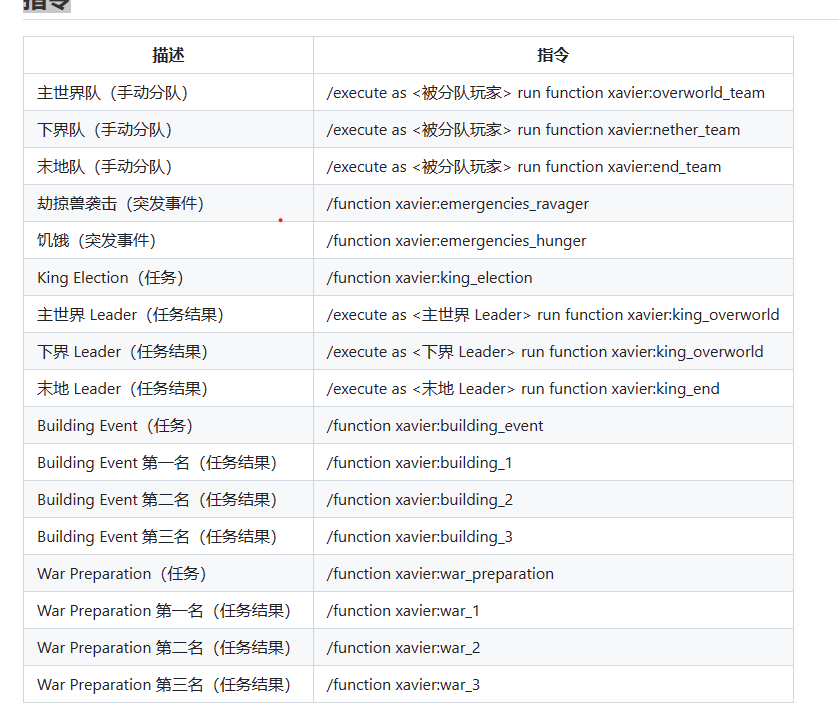 指令
描述 指令
主世界队（手动分队） /execute as <被分队玩家> run function xavier:overworld_team
下界队（手动分队） /execute as <被分队玩家> run function xavier:nether_team
末地队（手动分队） /execute as <被分队玩家> run function xavier:end_team
劫掠兽袭击（突发事件） /function xavier:emergencies_ravager
饥饿（突发事件） /function xavier:emergencies_hunger
King Election（任务） /function xavier:king_election
主世界 Leader（任务结果） /execute as <主世界 Leader> run function xavier:king_overworld
下界 Leader（任务结果） /execute as <下界 Leader> run function xavier:king_overworld
末地 Leader（任务结果） /execute as <末地 Leader> run function xavier:king_end
Building Event（任务） /function xavier:building_event
Building Event 第一名（任务结果） /function xavier:building_1
Building Event 第二名（任务结果） /function xavier:building_2
Building Event 第三名（任务结果） /function xavier:building_3
War Preparation（任务） /function xavier:war_preparation
War Preparation 第一名（任务结果） /function xavier:war_1
War Preparation 第二名（任务结果） /function xavier:war_2
War Preparation 第三名（任务结果） /function xavier:war_3